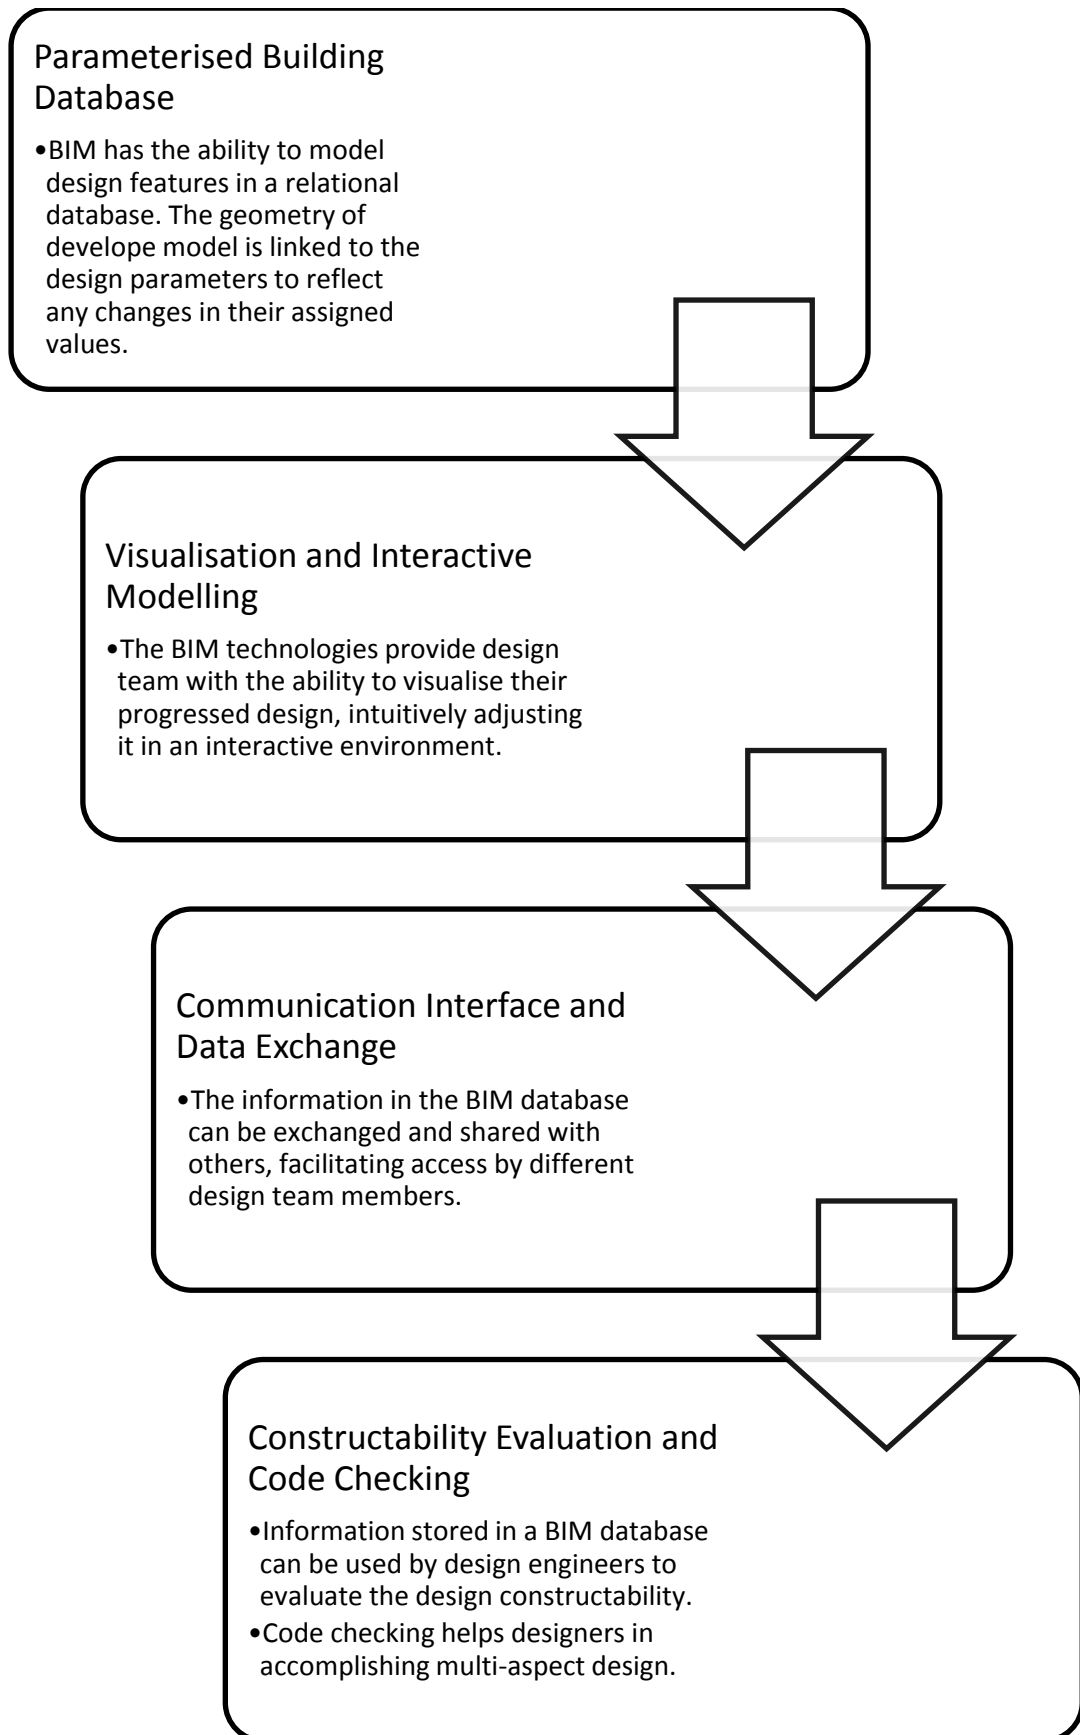 Parameterised Building
Database
•BIM has the ability to model
design features in a relational
database. The geometry of
develope model is linked to the
design parameters to reflect
any changes in their assigned
values.
Visualisation and Interactive
Modelling
•The BIM technologies provide design
team with the ability to visualise their
progressed design, intuitively adjusting
it in an interactive environment.
Communication Interface and
Data Exchange
•The information in the BIM database
can be exchanged and shared with
others, facilitating access by different
design team members.
Constructability Evaluation and
Code Checking
•Information stored in a BIM database
can be used by design engineers to
evaluate the design constructability.
•Code checking helps designers in
accomplishing multi-aspect design.